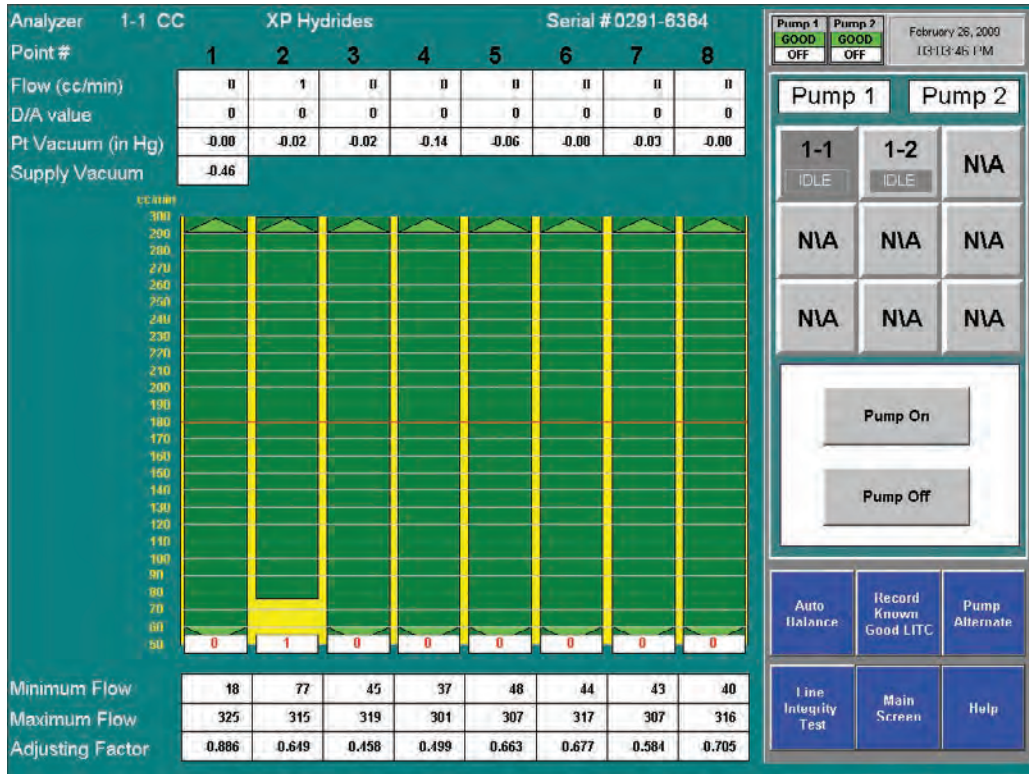 Analyzer 1-1 CC XP Hydrides Serial # 0291-6364
Point # 1 2 3 4 5 6 7 8
Flow (cc/min) 0 1 0 0 0 0 0 0
D/A value 0 0 0 0 0 0 0 0
Pt Vacuum (in Hg) -0.00 -0.02 -0.02 -0.14 -0.06 -0.00 -0.03 -0.00
Supply Vacuum -0.46
cc/min
300
290
280
270
260
250
240
230
220
210
200
190
180
170
160
150
140
130
120
110
100
90
80
70
60
50
0 1 0 0 0 0 0 0
Minimum Flow 18 77 45 37 48 44 43 40
Maximum Flow 325 315 319 301 307 317 307 316
Adjusting Factor 0.886 0.649 0.458 0.499 0.663 0.677 0.584 0.705
Pump 1 Pump 2
GOOD GOOD
OFF OFF
February 26, 2009
03:03:46 PM
Pump 1 Pump 2
1-1 1-2 N\A
IDLE IDLE
N\A N\A N\A
N\A N\A N\A
Pump On
Pump Off
Auto
Balance
Record
Known
Good LITC
Pump
Alternate
Line
Integrity
Test
Main
Screen
Help